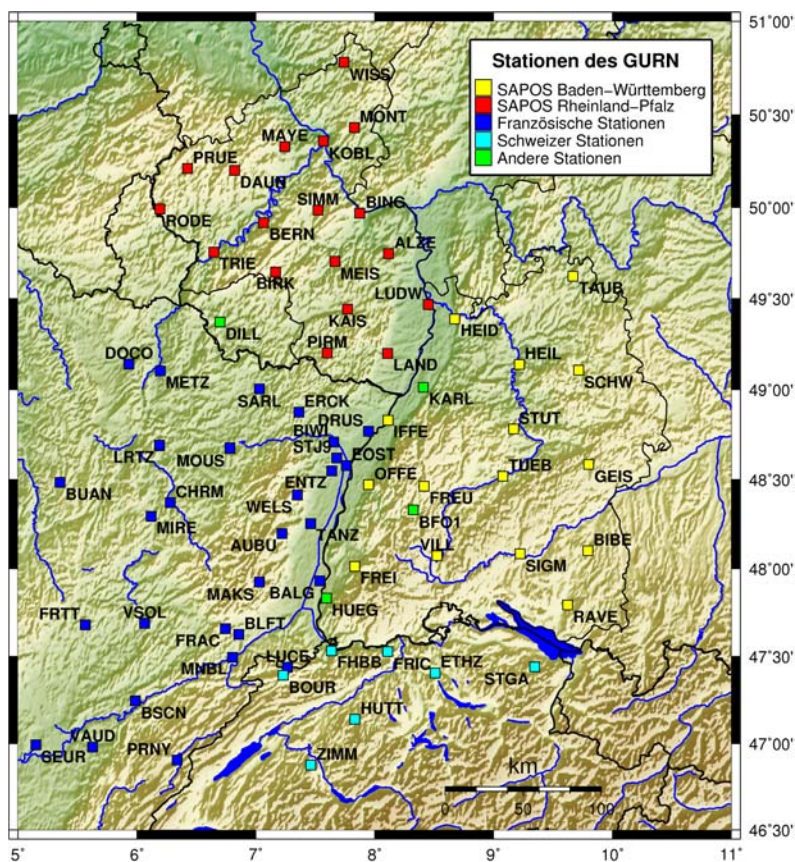 51°00'
Stationen des GURN
SAPOS Baden–Württemberg
SAPOS Rheinland–Pfalz
Französische Stationen
Schweizer Stationen
Andere Stationen
WISS
50°30'
MONT
MAYE
KOBL
PRUE
DAUN
SIMM
BING
50°00'
RODE
BERN
ALZE
TRIE
MEIS
BIRK
LUDW
TAUB
49°30'
KAIS
HEID
DILL
DOCO
PIRM
HEIL
METZ
LAND
SCHW
49°00'
SARL
ERCK
KARL
DRUS
BIWI
IFFE
STUT
STJ9
LRTZ
MOUS
EOST
TUEB
GEIS
ENTZ
OFFE
48°30'
BUAN
CHRM
WELS
FREU
MIRE
BFO1
TANZ
AUBU
VILL
BIBE
SIGM
FREI
48°00'
MAKS
BALG
FRTT
VSOL
HUEG
RAVE
BLFT
FRAC
47°30'
MNBL
LUCE
FHBB
FRIC
ETHZ
STGA
BOUR
BSCN
HUTT
VAUD
47°00'
SEUR
PRNY
ZIMM
km
0 50 100
46°30'
5° 6° 7° 8° 9° 10° 11°